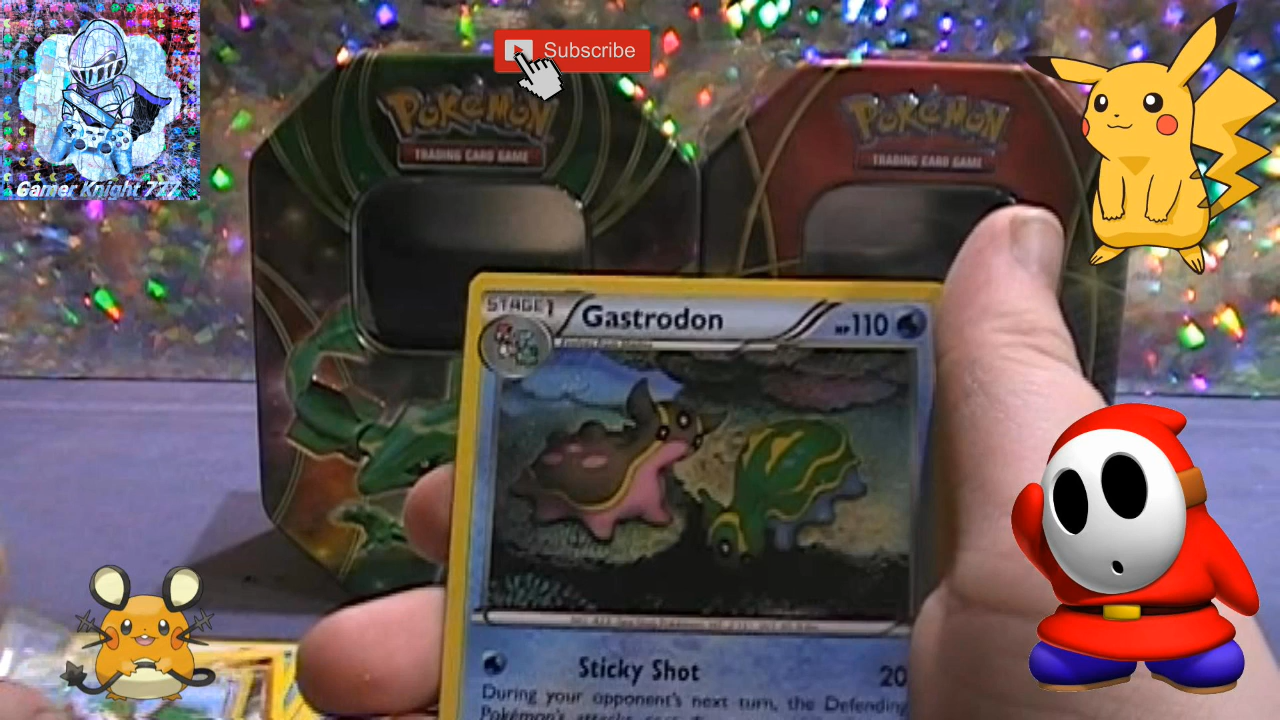 Subscribe
POKéMON
TRADING CARD GAME
POKéMON
TRADING CARD GAME
Gamer Knight 777
STAGE 1
Gastrodon
HP110
Sticky Shot 20
During your opponent's next turn, the Defending